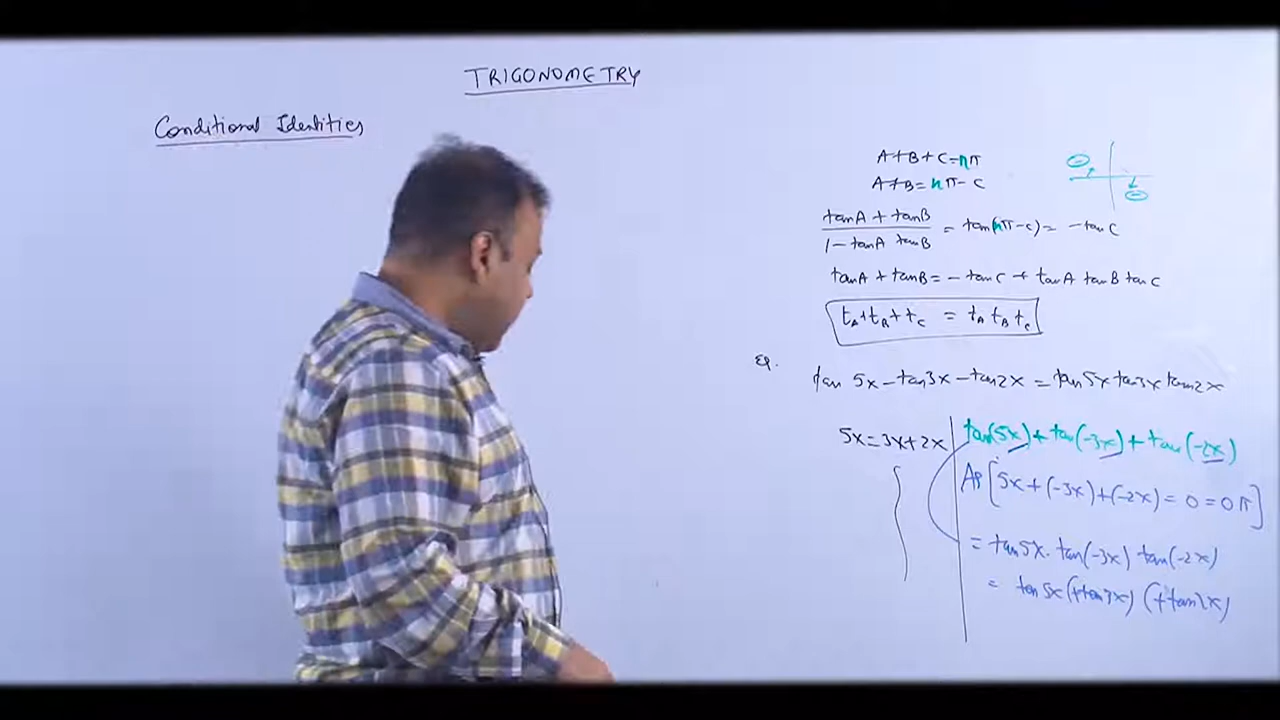 TRIGONOMETRY
Conditional Identities
A+B+C=nπ
A+B=nπ-C
tanA + tanB / 1-tanA tanB = tan(nπ-C)= -tanC
tanA + tanB = - tanC + tanA tanB tanC
tA+tB+tC = tA tB tC
Eg.
tan 5x-tan3x-tan2x = tan5x tan3x tan2x
5x=3x+2x
tan(5x)+tan(-3x)+tan(-2x)
As [5x+(-3x)+(-2x)=0=0π]
= tan5x. tan(-3x) tan(-2x)
= tan5x(+tan3x) (+tan2x)